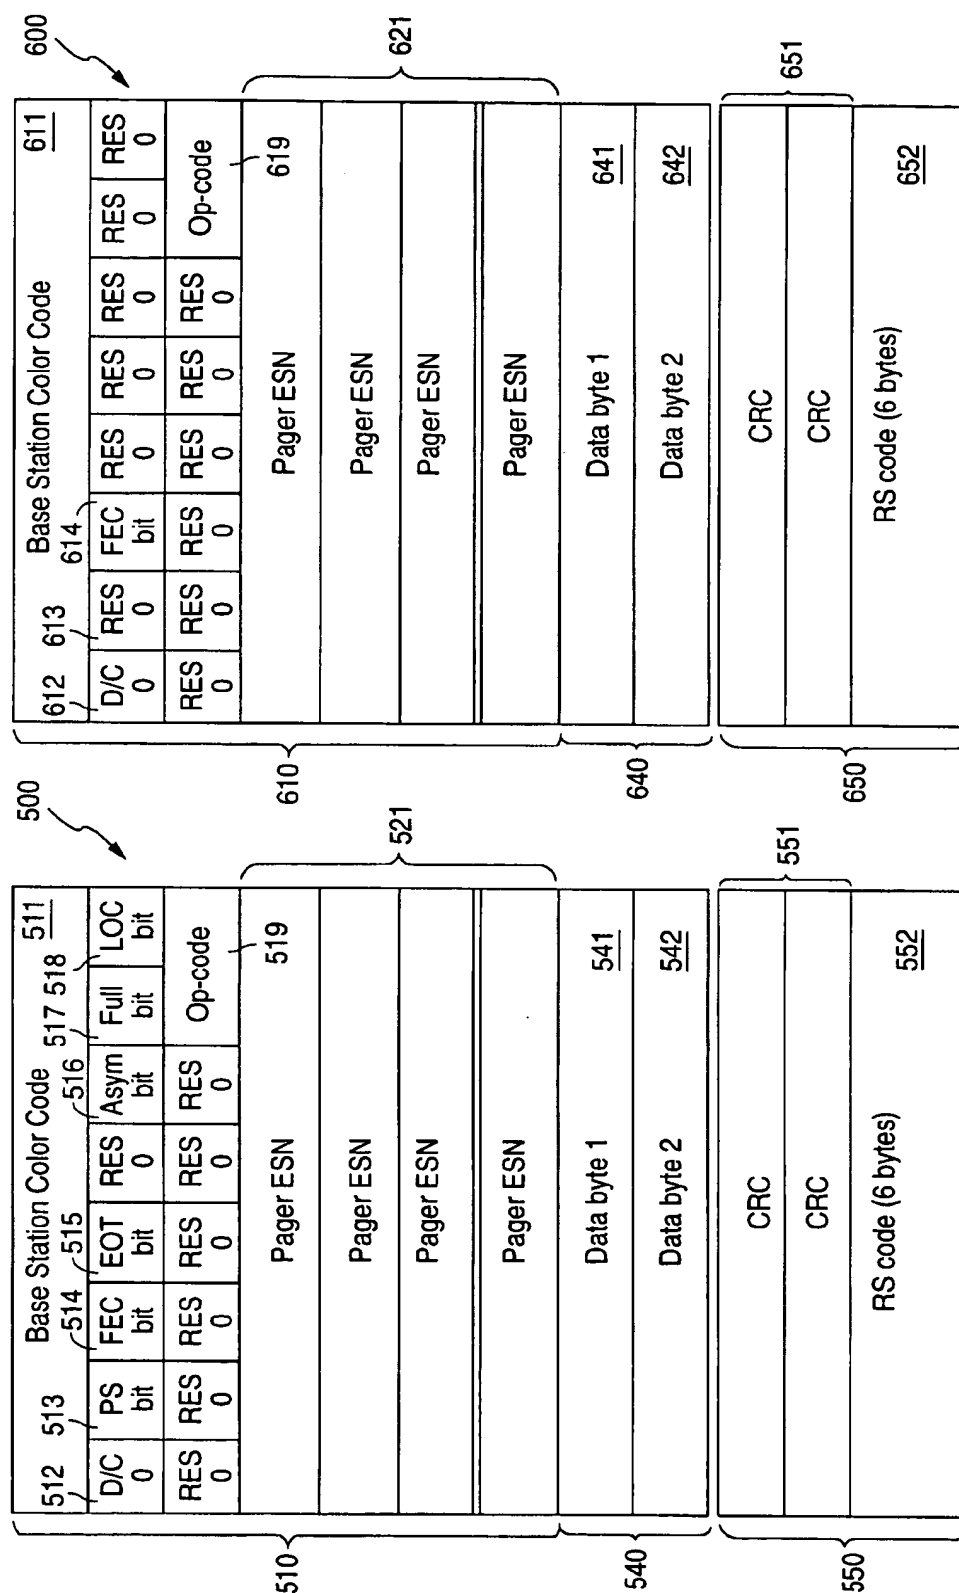 500
Base Station Color Code
511
512
513
514
515
516
517
518
D/C
0
PS
bit
FEC
bit
EOT
bit
RES
0
Asym
bit
Full
bit
LOC
bit
RES
0
RES
0
RES
0
RES
0
RES
0
RES
0
Op-code
519
Pager ESN
Pager ESN
Pager ESN
Pager ESN
521
510
Data byte 1
541
Data byte 2
542
540
CRC
CRC
551
RS code (6 bytes)
552
550
600
Base Station Color Code
611
612
613
614
D/C
0
RES
0
FEC
bit
RES
0
RES
0
RES
0
RES
0
RES
0
RES
0
RES
0
RES
0
RES
0
RES
0
RES
0
Op-code
619
Pager ESN
Pager ESN
Pager ESN
Pager ESN
621
610
Data byte 1
641
Data byte 2
642
640
CRC
CRC
651
RS code (6 bytes)
652
650